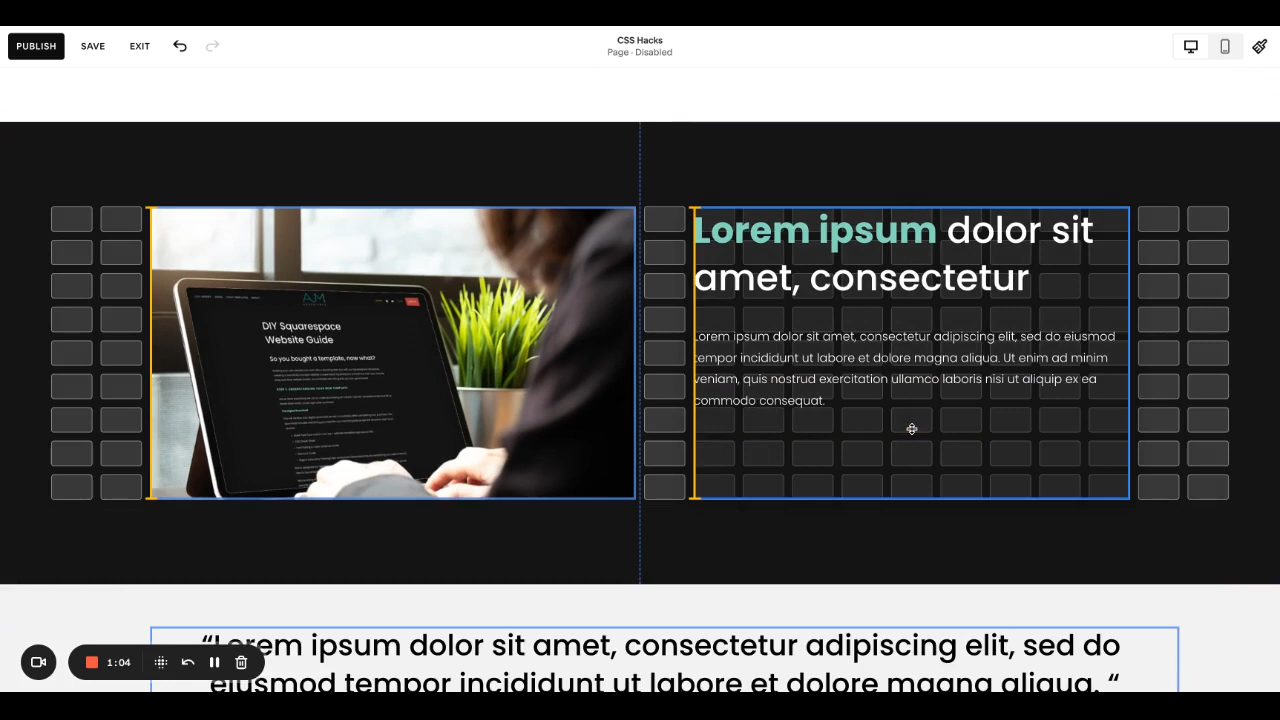 PUBLISH SAVE EXIT
CSS Hacks
Page · Disabled
Lorem ipsum dolor sit
amet, consectetur
Lorem ipsum dolor sit amet, consectetur adipiscing elit, sed do eiusmod
tempor incididunt ut labore et dolore magna aliqua. Ut enim ad minim
veniam, quis nostrud exercitation ullamco laboris nisi ut aliquip ex ea
commodo consequat.
AJM
DIY Squarespace
Website Guide
So you bought a template, now what?
“Lorem ipsum dolor sit amet, consectetur adipiscing elit, sed do
eiusmod tempor incididunt ut labore et dolore magna aliqua. “
1:04